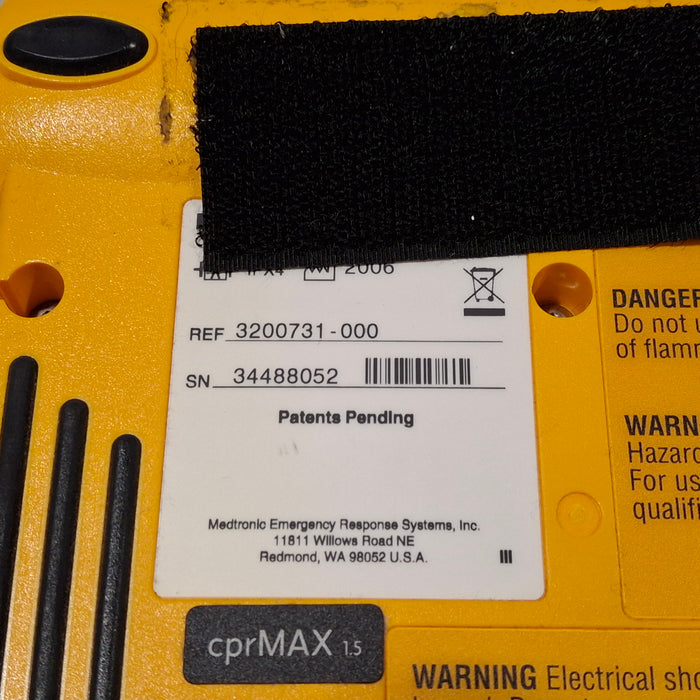 IPX4 2006
REF 3200731-000
SN 34488052
Patents Pending
Medtronic Emergency Response Systems, Inc.
11811 Willows Road NE
Redmond, WA 98052 U.S.A.
III
cprMAX 1.5
DANGER
Do not u
of flamm
WARN
Hazard
For us
qualifi
WARNING Electrical sho